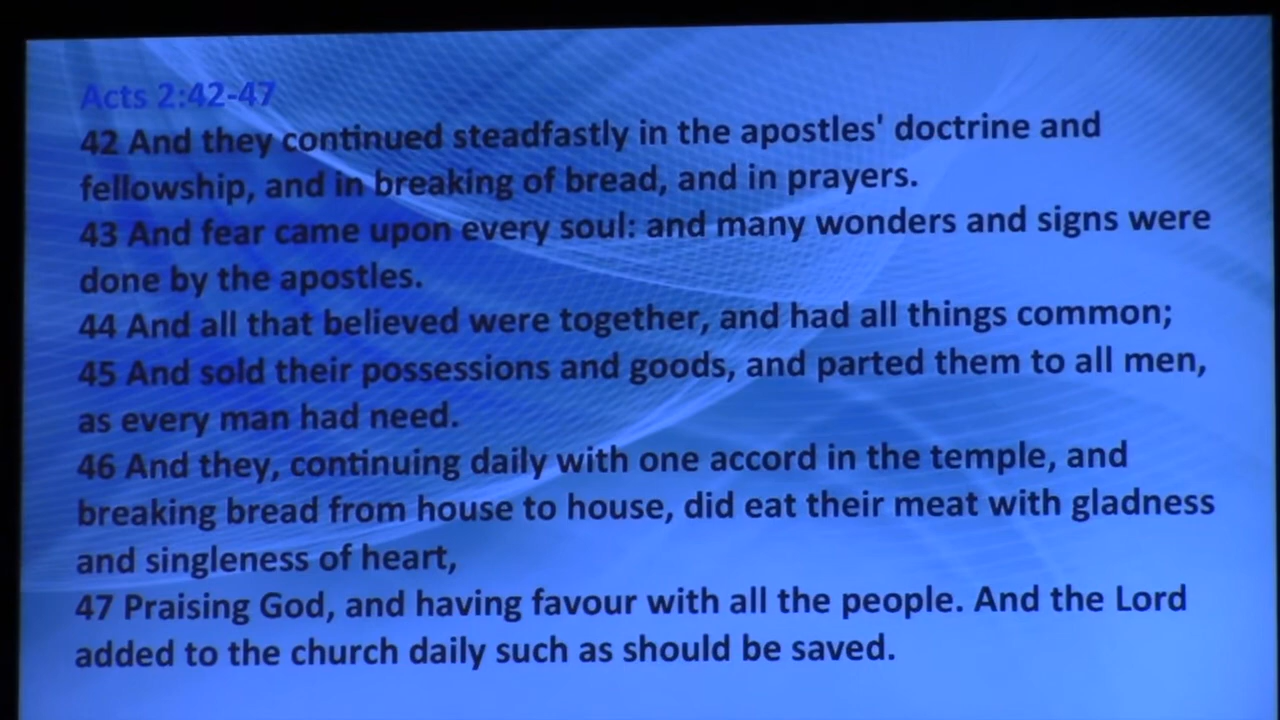 Acts 2:42-47
42 And they continued steadfastly in the apostles' doctrine and
fellowship, and in breaking of bread, and in prayers.
43 And fear came upon every soul: and many wonders and signs were
done by the apostles.
44 And all that believed were together, and had all things common;
45 And sold their possessions and goods, and parted them to all men,
as every man had need.
46 And they, continuing daily with one accord in the temple, and
breaking bread from house to house, did eat their meat with gladness
and singleness of heart,
47 Praising God, and having favour with all the people. And the Lord
added to the church daily such as should be saved.